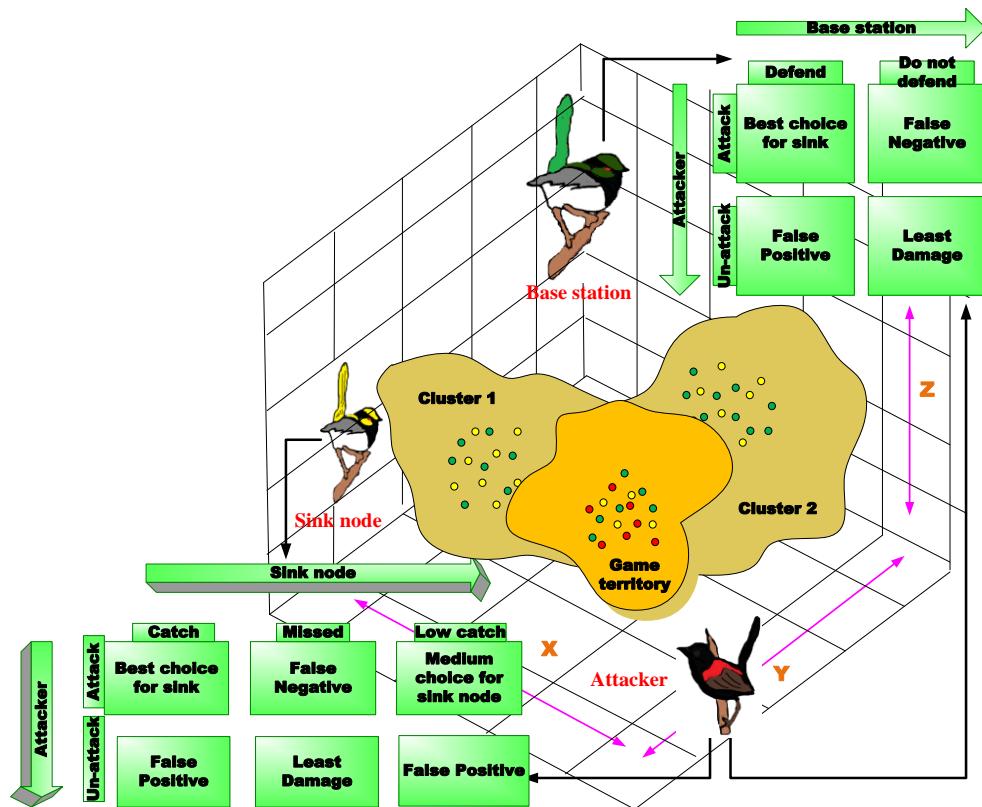 Base station
Defend
Do not
defend
Attacker
Attack
Best choice
for sink
False
Negative
Un-attack
False
Positive
Least
Damage
Base station
Z
Cluster 1
Cluster 2
Sink node
Game
territory
Sink node
Catch
Missed
Low catch
X
Attacker
Y
Attacker
Attack
Best choice
for sink
False
Negative
Medium
choice for
sink node
Un-attack
False
Positive
Least
Damage
False Positive